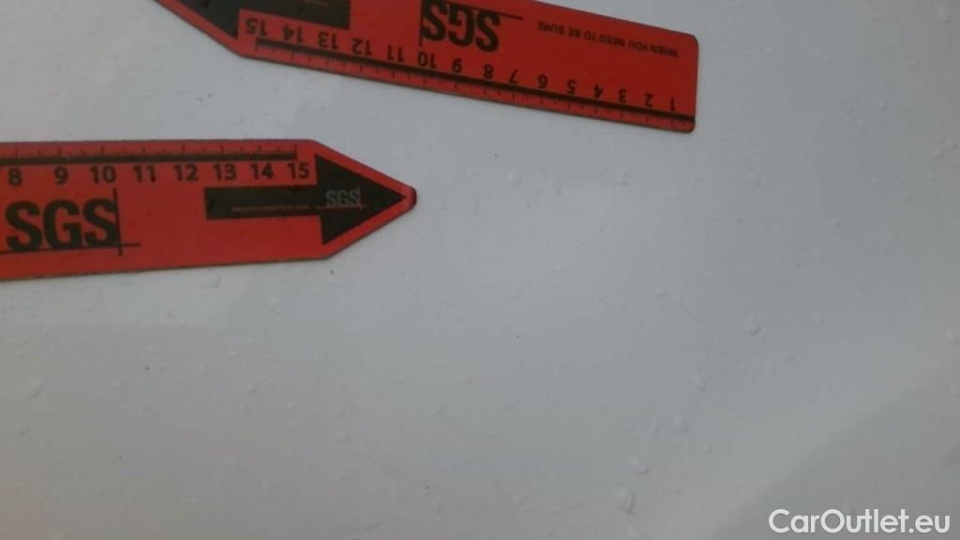 SGS
WHEN YOU NEED TO BE SURE
15 14 13 12 11 10 9 8 7 6 5 4 3 2 1
8 9 10 11 12 13 14 15
SGS
SGS
CarOutlet.eu